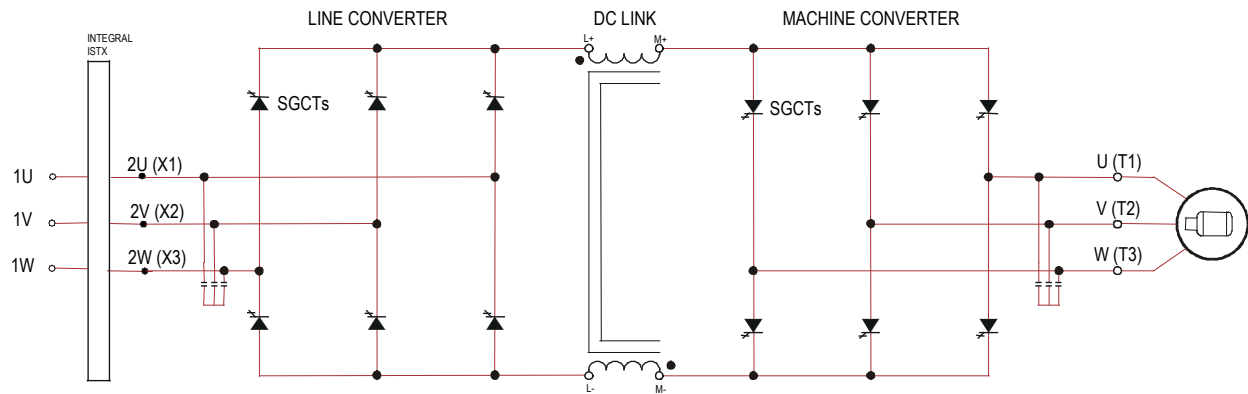 LINE CONVERTER
DC LINK
MACHINE CONVERTER
INTEGRAL
ISTX
L+
M+
SGCTs
SGCTs
1U
2U (X1)
U (T1)
1V
2V (X2)
V (T2)
1W
2W (X3)
W (T3)
L-
M-